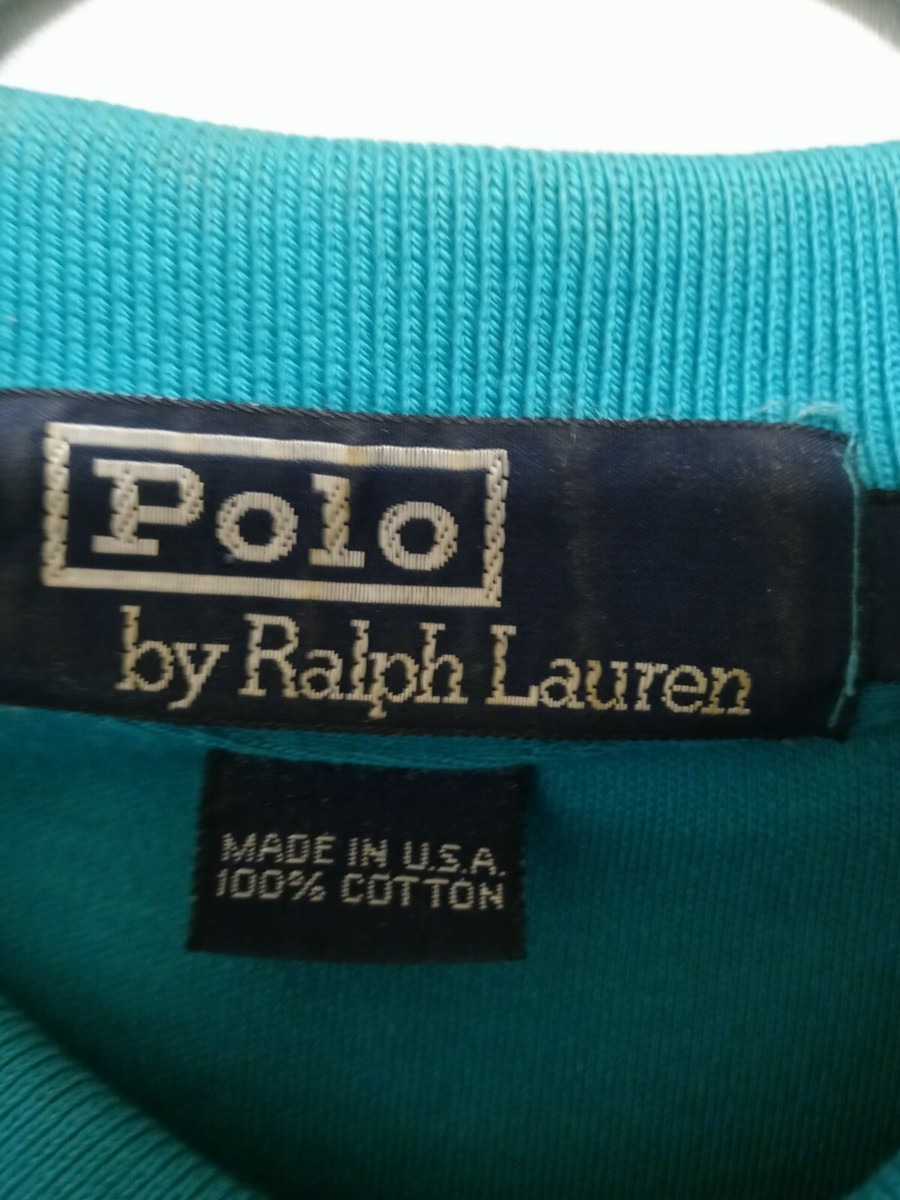 Polo
by Ralph Lauren
MADE IN U.S.A.
100% COTTON